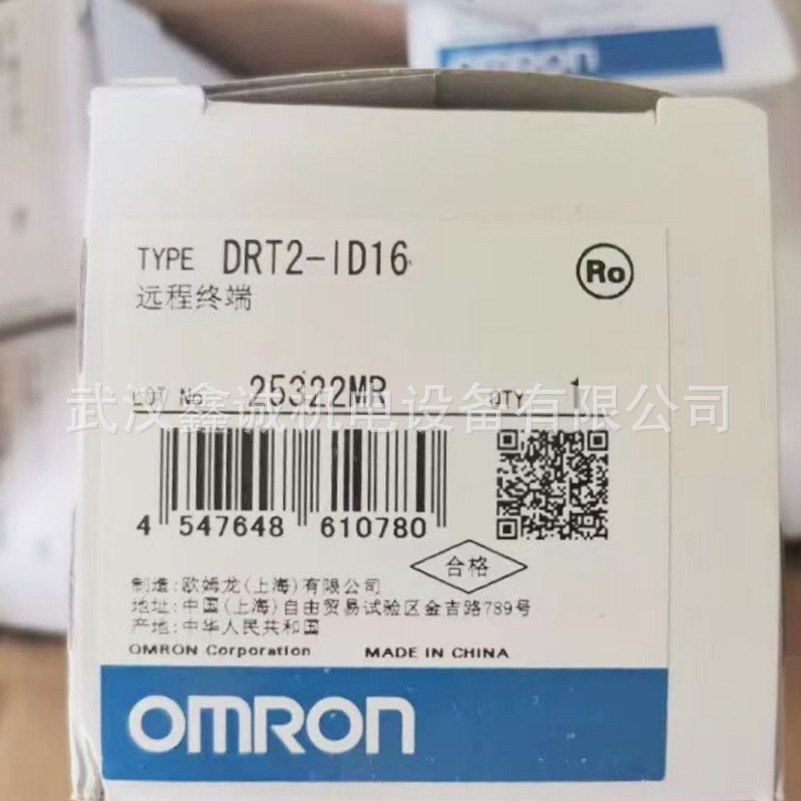 OMRON
TYPE DRT2-ID16
Ro
远程终端
LOT No. 25322MR QTY 1
武汉鑫诚机电设备有限公司
4 547648 610780
合格
制造:欧姆龙(上海)有限公司
地址:中国(上海)自由贸易试验区金吉路789号
产地:中华人民共和国
OMRON Corporation MADE IN CHINA
OMRON